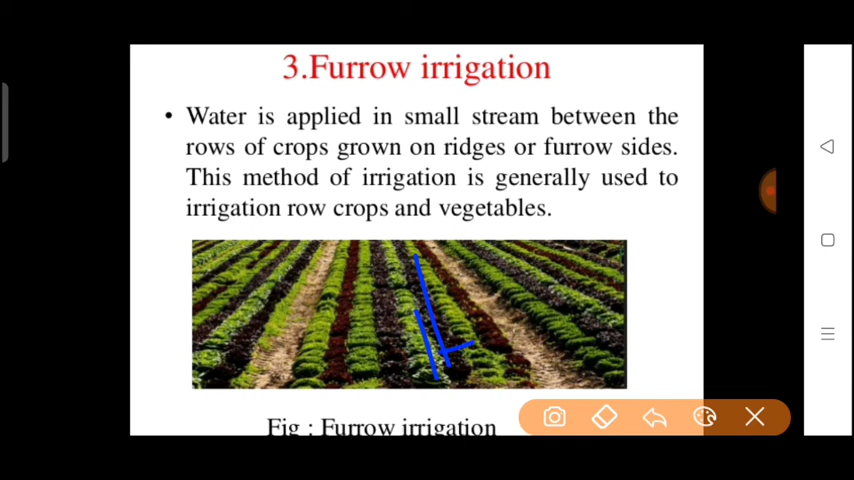 3.Furrow irrigation
• Water is applied in small stream between the
rows of crops grown on ridges or furrow sides.
This method of irrigation is generally used to
irrigation row crops and vegetables.
Fig : Furrow irrigation